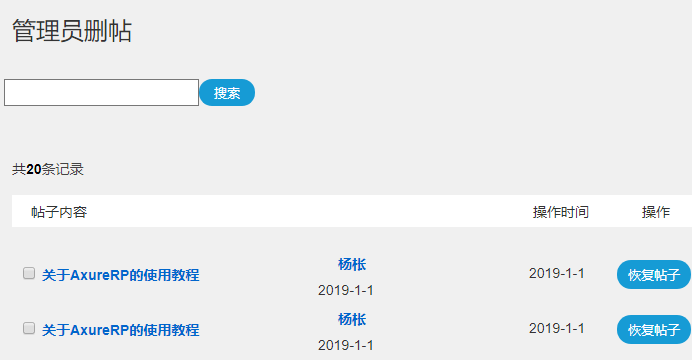 管理员删帖
搜索
共20条记录
帖子内容 操作时间 操作
杨枨
关于AxureRP的使用教程 2019-1-1 恢复帖子
2019-1-1
杨枨
关于AxureRP的使用教程 2019-1-1 恢复帖子
2019-1-1